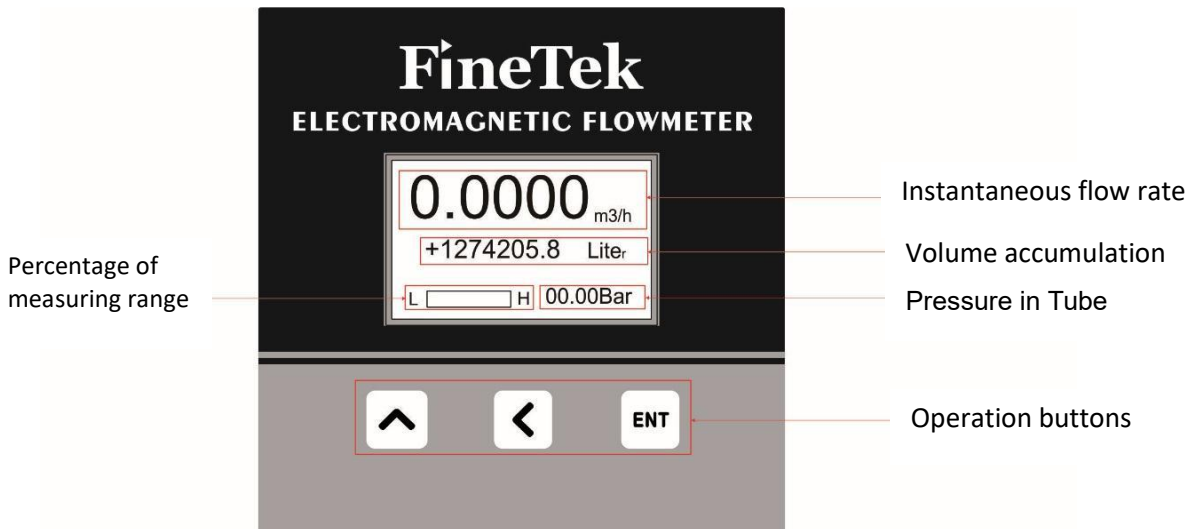 FineTek
ELECTROMAGNETIC FLOWMETER
0.0000 m3/h
Instantaneous flow rate
+1274205.8 Liter
Volume accumulation
Percentage of
measuring range
L H 00.00Bar
Pressure in Tube
ENT
Operation buttons